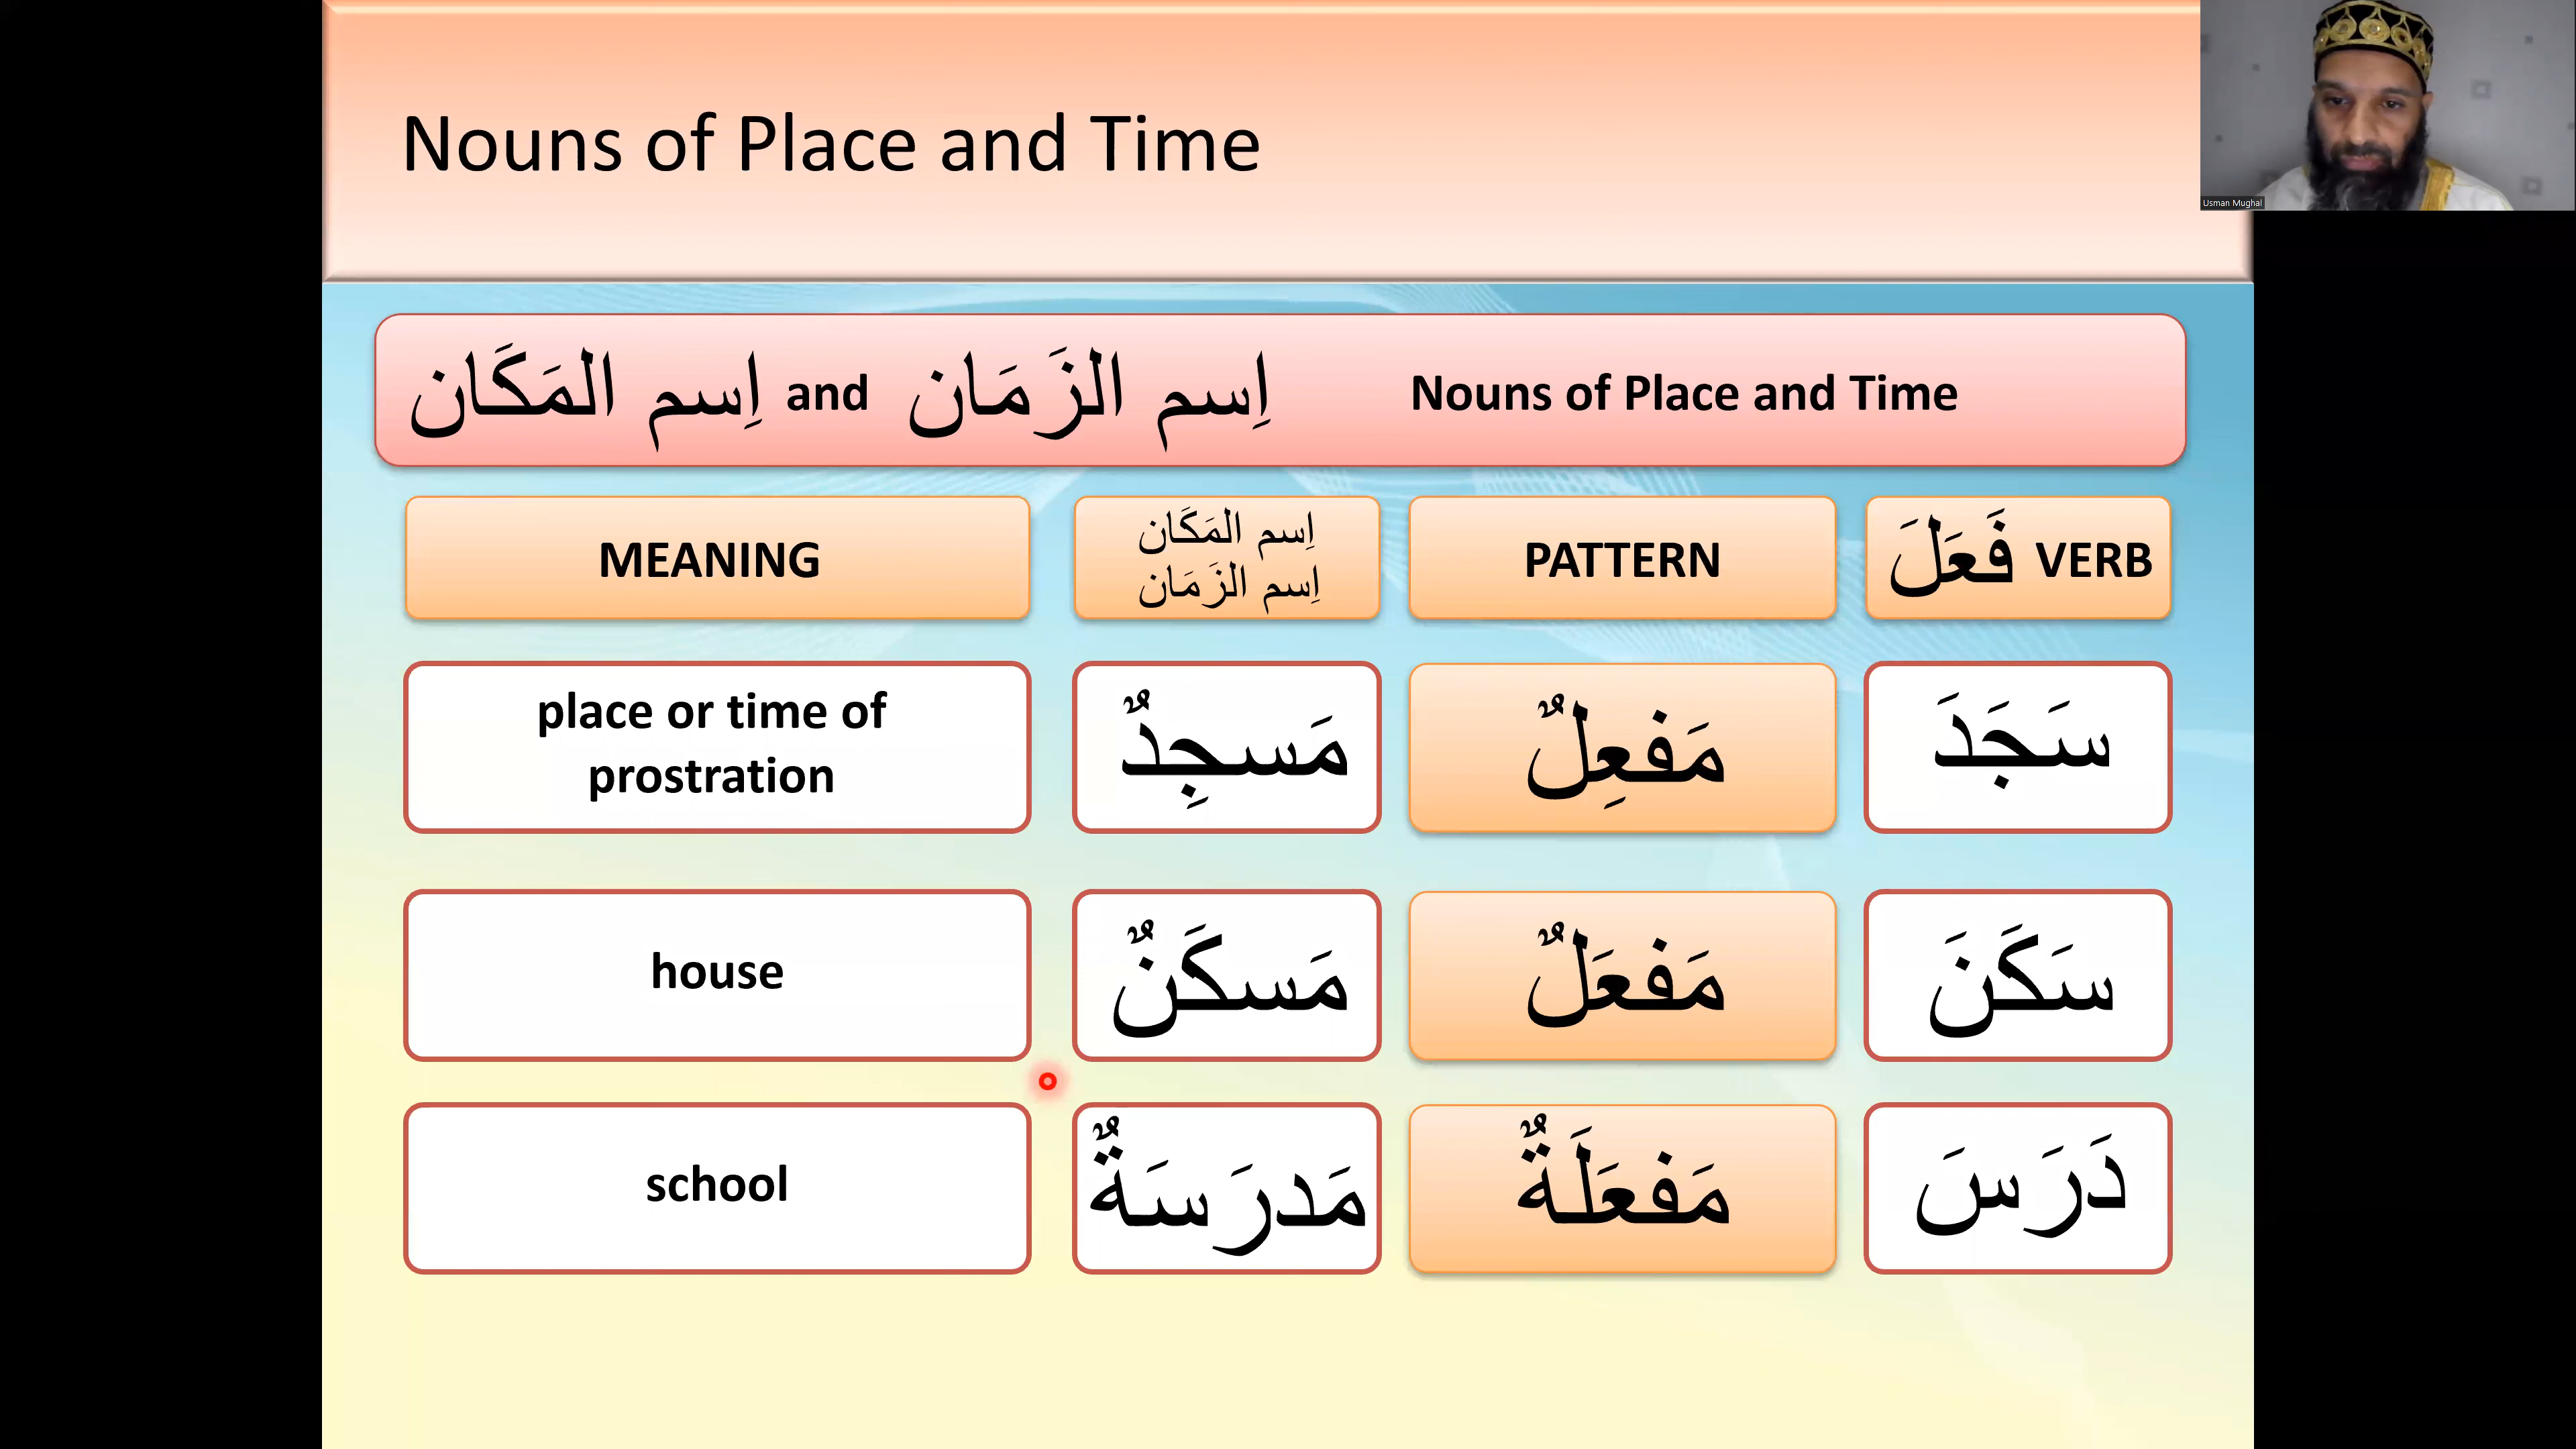 Nouns of Place and Time
Usman Mughal
اِسم المَكَان and اِسم الزَمَان Nouns of Place and Time
MEANING
اِسم المَكَان
اِسم الزَمَان
PATTERN
فَعَلَ VERB
place or time of
prostration
مَسجِدٌ
مَفعِلٌ
سَجَدَ
house
مَسكَنٌ
مَفعَلٌ
سَكَنَ
school
مَدرَسَةٌ
مَفعَلَةٌ
دَرَسَ